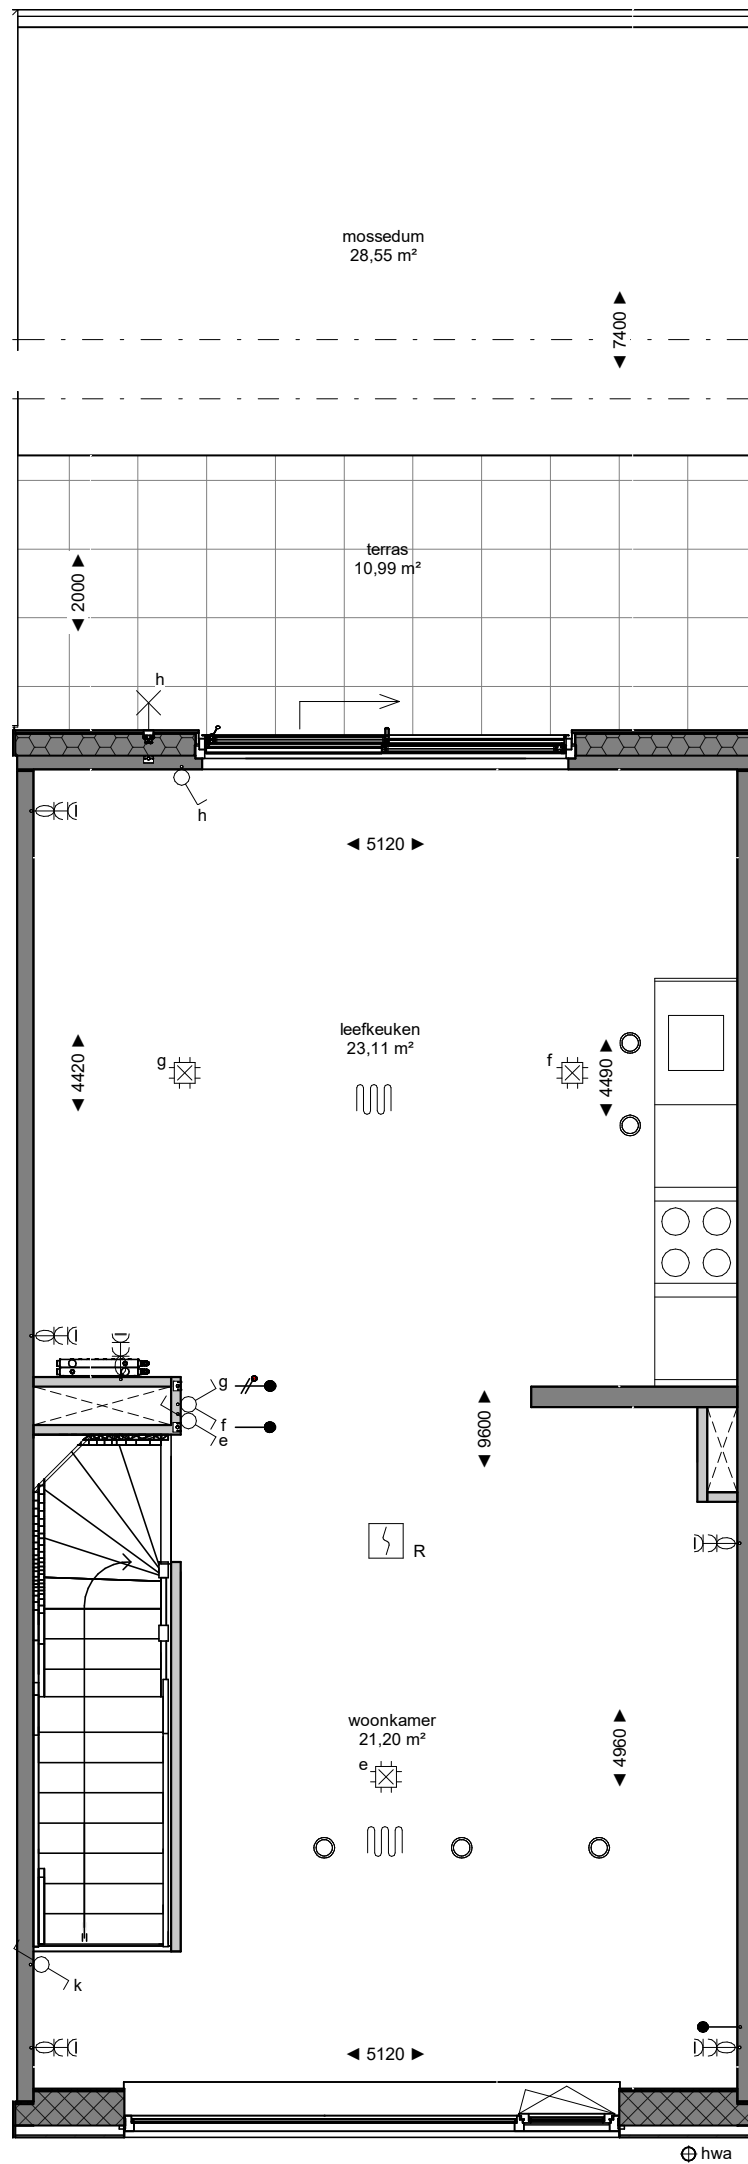 mossedum
28,55 m²
7400
terras
10,99 m²
2000
h
h
5120
leefkeuken
23,11 m²
g
f
4420
4490
g
f
e
9600
R
woonkamer
21,20 m²
e
4960
k
5120
hwa